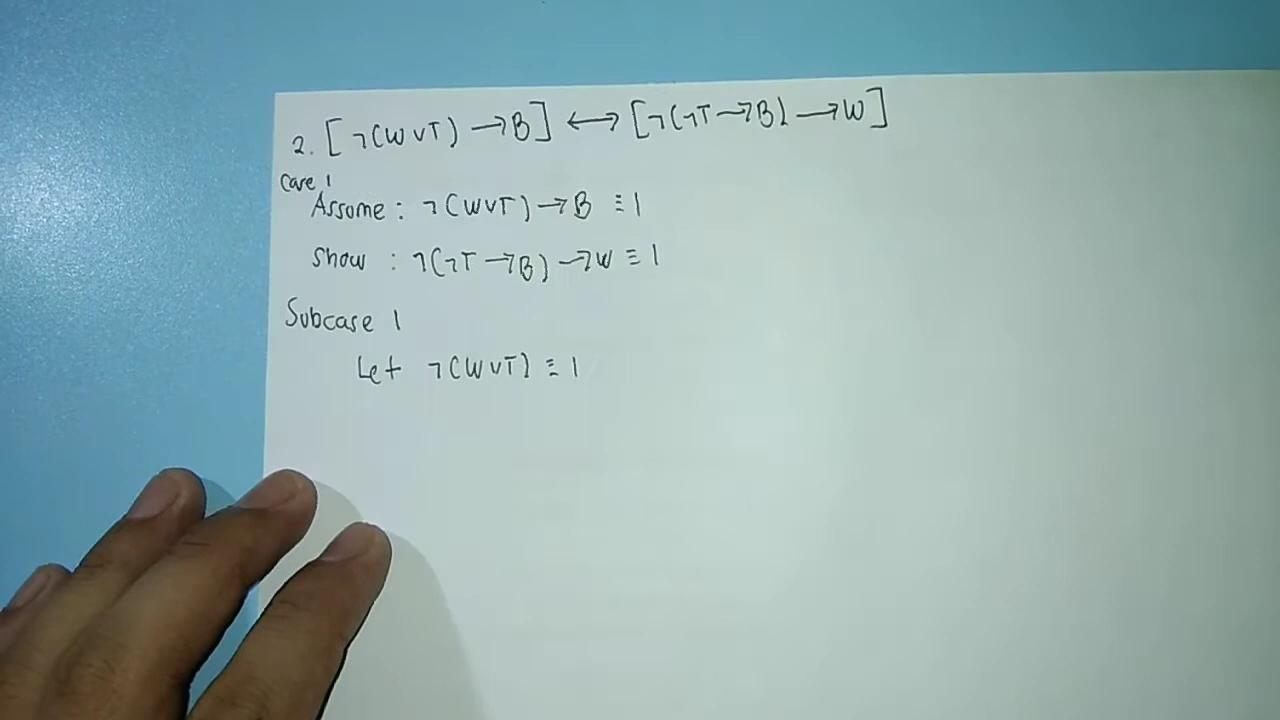 2. [¬(W∨T) → B] ⟷ [¬(¬T → B) → W]
Case 1
Assume : ¬(W∨T) → B ≡ 1
Show : ¬(¬T → B) → W ≡ 1
Subcase 1
Let ¬(W∨T) ≡ 1